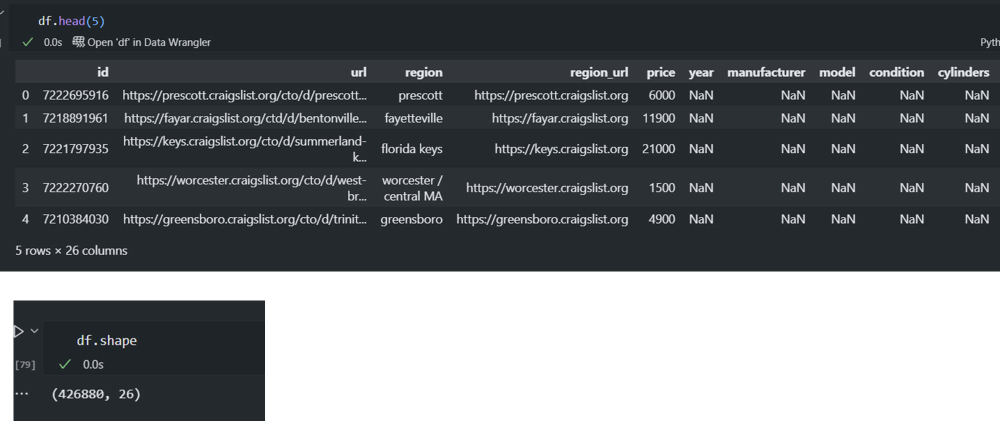 df.head(5)
0.0s Open 'df' in Data Wrangler
Pyth
id url region region_url price year manufacturer model condition cylinders
0 7222695916 https://prescott.craigslist.org/cto/d/prescott... prescott https://prescott.craigslist.org 6000 NaN NaN NaN NaN NaN
1 7218891961 https://fayar.craigslist.org/ctd/d/bentonville... fayetteville https://fayar.craigslist.org 11900 NaN NaN NaN NaN NaN
2 7221797935 https://keys.craigslist.org/cto/d/summerland-
k... florida keys https://keys.craigslist.org 21000 NaN NaN NaN NaN NaN
3 7222270760 https://worcester.craigslist.org/cto/d/west-
br... worcester /
central MA https://worcester.craigslist.org 1500 NaN NaN NaN NaN NaN
4 7210384030 https://greensboro.craigslist.org/cto/d/trinit... greensboro https://greensboro.craigslist.org 4900 NaN NaN NaN NaN NaN
5 rows × 26 columns
df.shape
[79] 0.0s
... (426880, 26)